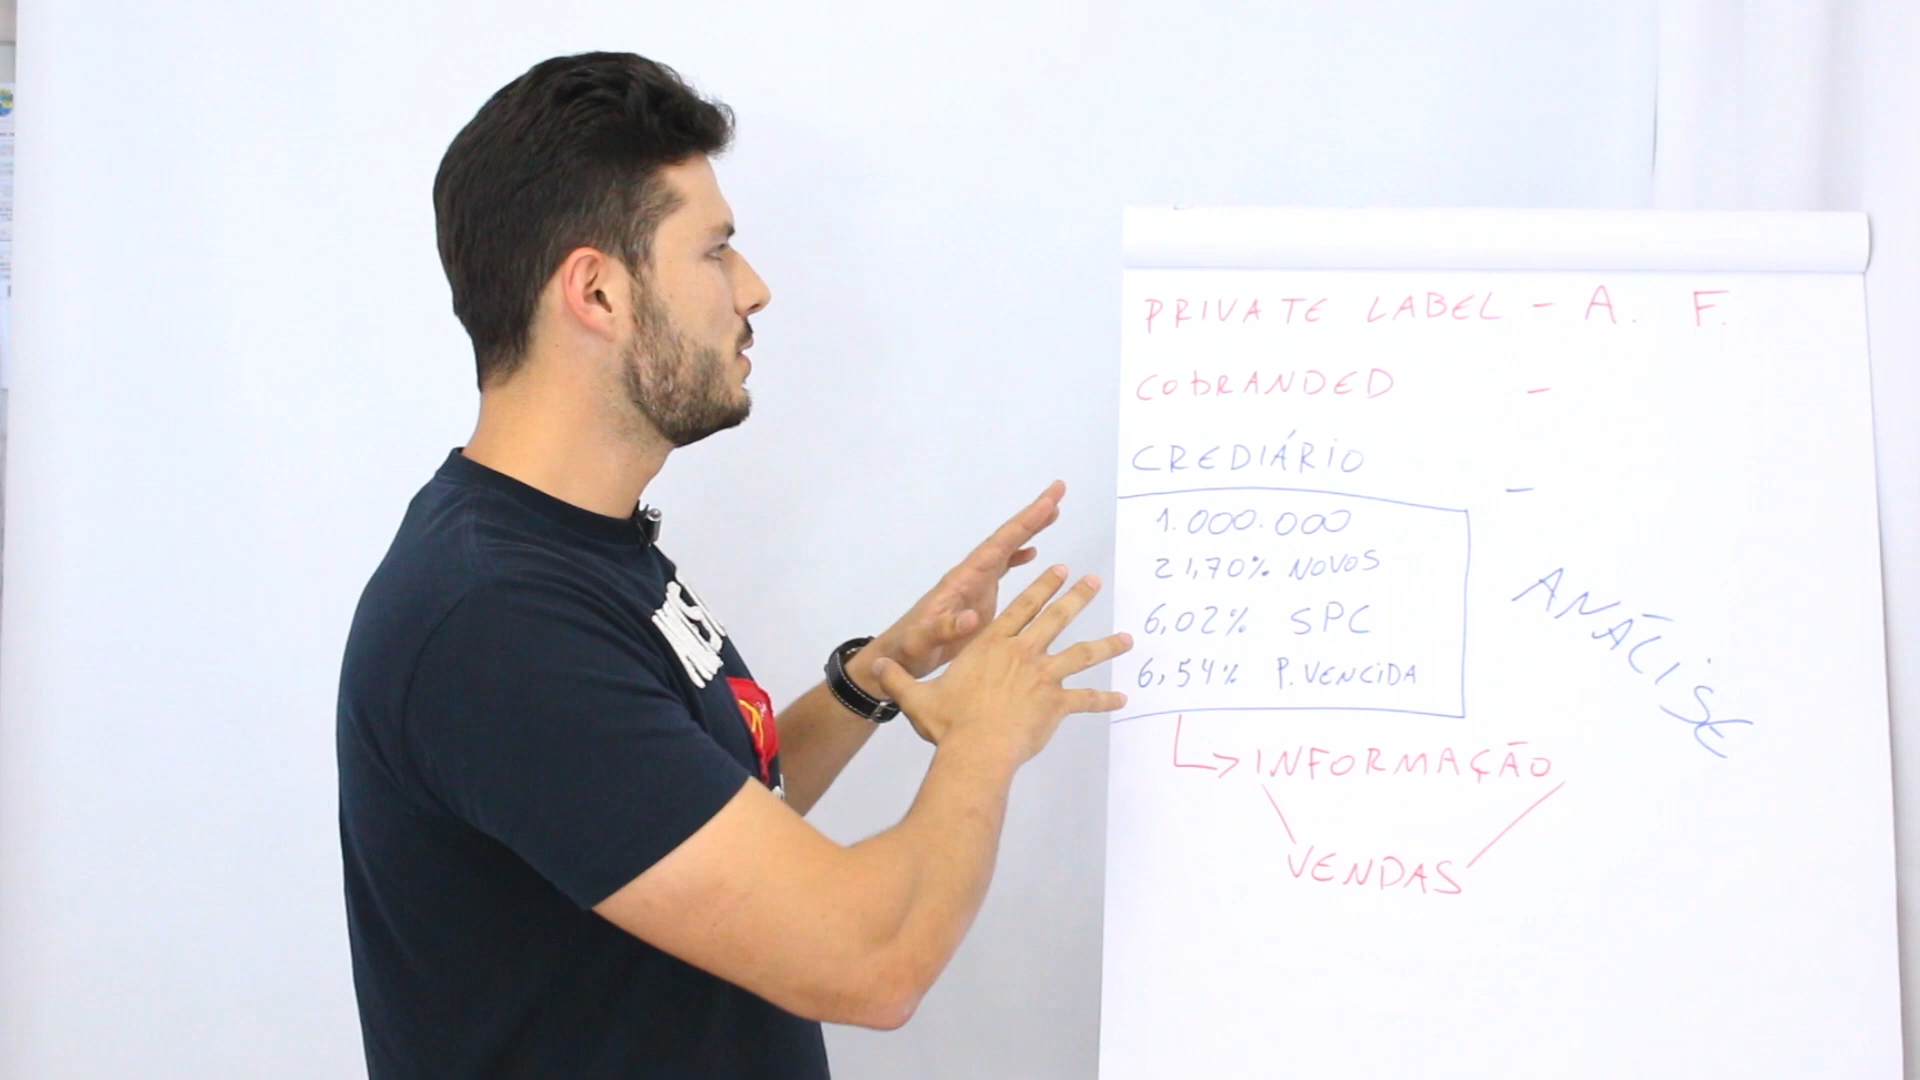 PRIVATE LABEL - A. F.
COBRANDED -
CREDIÁRIO -
1.000.000
21,70% NOVOS
6,02% SPC
6,54% P. VENCIDA
ANÁLISE
INFORMAÇÃO
VENDAS